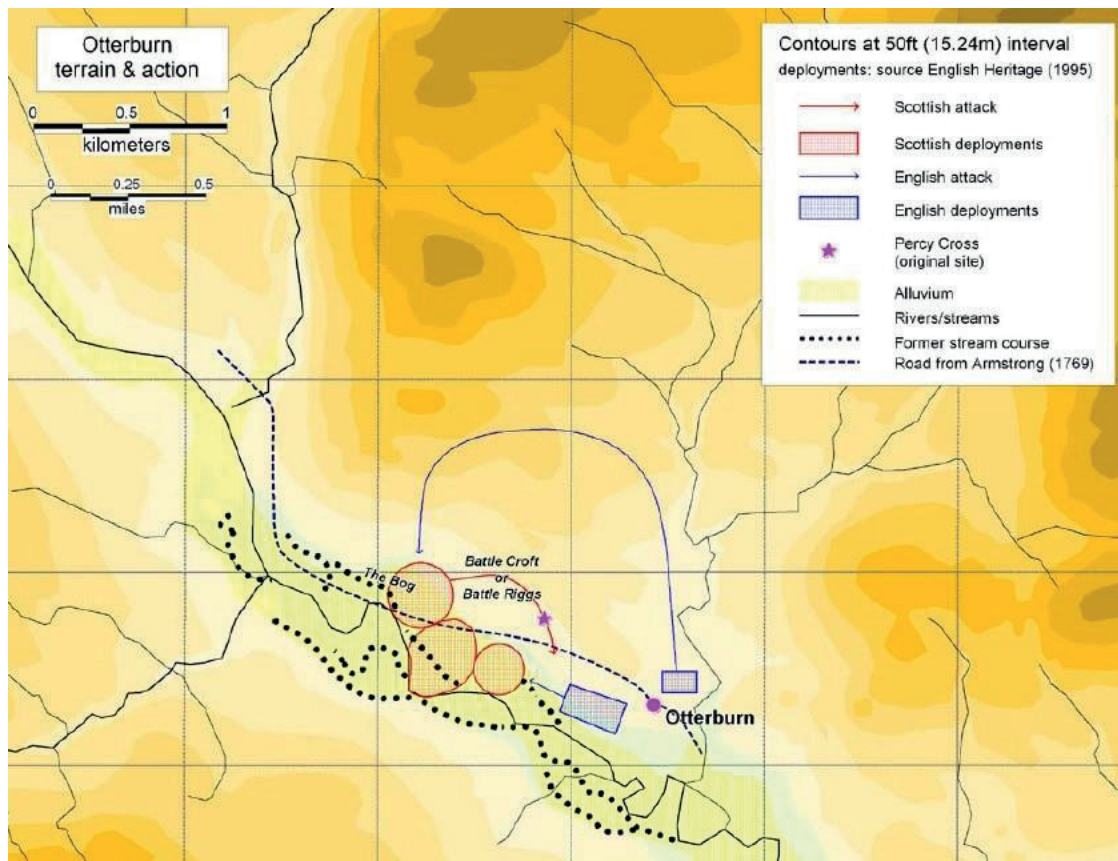 Otterburn
terrain & action
0 0.5 1
kilometers
0 0.25 0.5
miles
Contours at 50ft (15.24m) interval
deployments: source English Heritage (1995)
Scottish attack
Scottish deployments
English attack
English deployments
Percy Cross
(original site)
Alluvium
Rivers/streams
Former stream course
Road from Armstrong (1769)
The Bog
Battle Croft
or
Battle Riggs
Otterburn